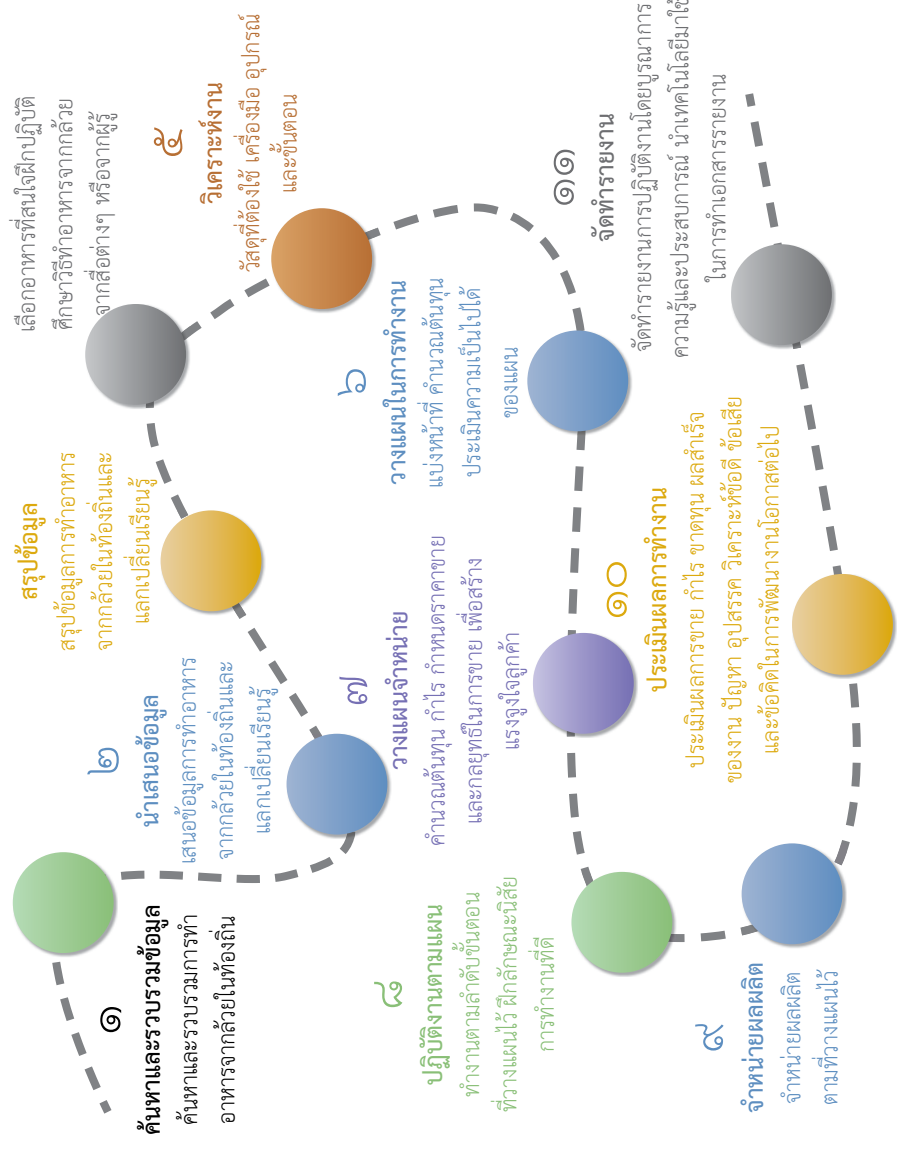 ๑
ค้นหาและรวบรวมข้อมูล
ค้นหาและรวบรวมการทำ
อาหารจากล้วยในท้องถิ่น
๒
นำเสนอข้อมูล
เสนอข้อมูลการทำอาหาร
จากกล้วยในท้องถิ่นและ
แลกเปลี่ยนเรียนรู้
สรุปข้อมูล
สรุปข้อมูลการทำอาหาร
จากกล้วยในท้องถิ่นและ
แลกเปลี่ยนเรียนรู้
เลือกอาหารที่สนใจฝึกปฏิบัติ
ศึกษาวิธีทำอาหารจากกล้วย
จากสื่อต่างๆ หรือจากผู้รู้
๕
วิเคราะห์งาน
วัสดุที่ต้องใช้ เครื่องมือ อุปกรณ์
และขั้นตอน
๖
วางแผนในการทำงาน
แบ่งหน้าที่ คำนวณต้นทุน
ประเมินความเป็นไปได้
ของแผน
๗
วางแผนจำหน่าย
คำนวณต้นทุน กำไร กำหนดราคาขาย
และกลยุทธ์ในการขาย เพื่อสร้าง
แรงจูงใจลูกค้า
๘
ปฏิบัติงานตามแผน
ทำงานตามลำดับขั้นตอน
ที่วางแผนไว้ ฝึกลักษณะนิสัย
การทำงานที่ดี
๙
จำหน่ายผลผลิต
จำหน่ายผลผลิต
ตามที่วางแผนไว้
๑๐
ประเมินผลการทำงาน
ประเมินผลการขาย กำไร ขาดทุน ผลสำเร็จ
ของงาน ปัญหา อุปสรรค วิเคราะห์ข้อดี ข้อเสีย
และข้อคิดในการพัฒนางานโอกาสต่อไป
๑๑
จัดทำรายงาน
จัดทำรายงานการปฏิบัติงานโดยบูรณาการ
ความรู้และประสบการณ์ นำเทคโนโลยีมาใช้
ในการทำเอกสารรายงาน